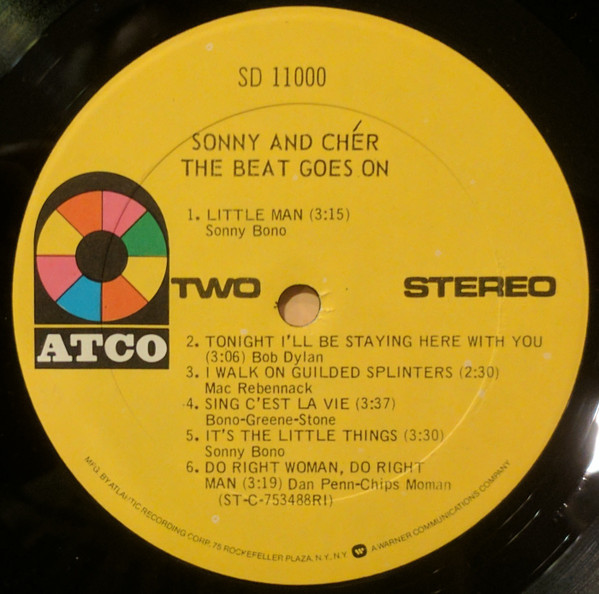 SD 11000
SONNY AND CHÉR
THE BEAT GOES ON
1. LITTLE MAN (3:15)
Sonny Bono
TWO STEREO
ATCO
2. TONIGHT I'LL BE STAYING HERE WITH YOU
(3:06) Bob Dylan
3. I WALK ON GUILDED SPLINTERS (2:30)
Mac Rebennack
4. SING C'EST LA VIE (3:37)
Bono-Greene-Stone
5. IT'S THE LITTLE THINGS (3:30)
Sonny Bono
6. DO RIGHT WOMAN, DO RIGHT
MAN (3:19) Dan Penn-Chips Moman
(ST-C-753488RI)
MFG. BY ATLANTIC RECORDING CORP. 75 ROCKEFELLER PLAZA, N.Y., N.Y. W A WARNER COMMUNICATIONS COMPANY